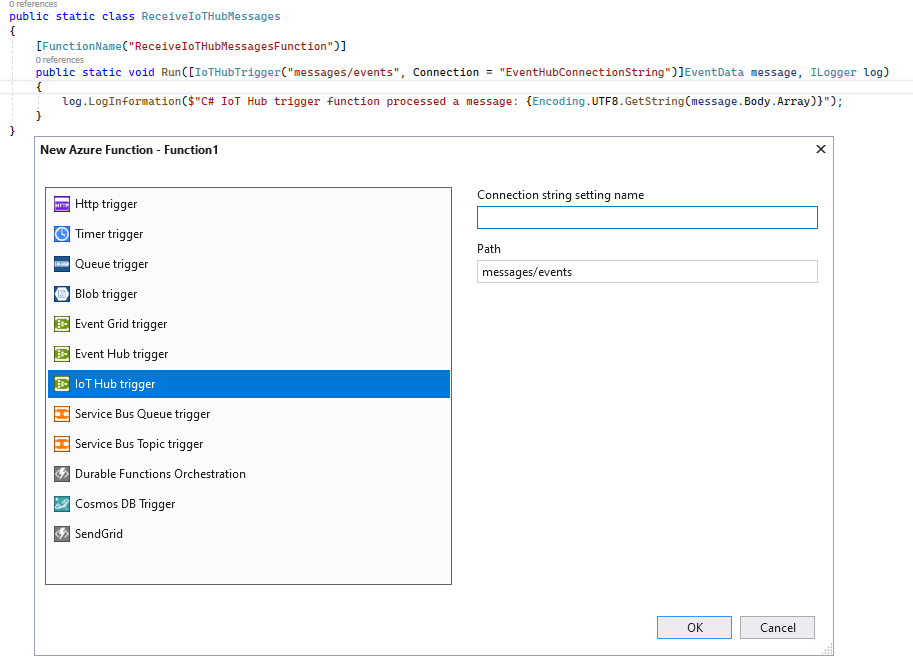 0 references
public static class ReceiveIoTHubMessages
{
[FunctionName("ReceiveIoTHubMessagesFunction")]
0 references
public static void Run([IoTHubTrigger("messages/events", Connection = "EventHubConnectionString")]EventData message, ILogger log)
{
log.LogInformation($"C# IoT Hub trigger function processed a message: {Encoding.UTF8.GetString(message.Body.Array)}");
}
}
New Azure Function - Function1
Http trigger
Timer trigger
Queue trigger
Blob trigger
Event Grid trigger
Event Hub trigger
IoT Hub trigger
Service Bus Queue trigger
Service Bus Topic trigger
Durable Functions Orchestration
Cosmos DB Trigger
SendGrid
Connection string setting name
Path
messages/events
OK
Cancel